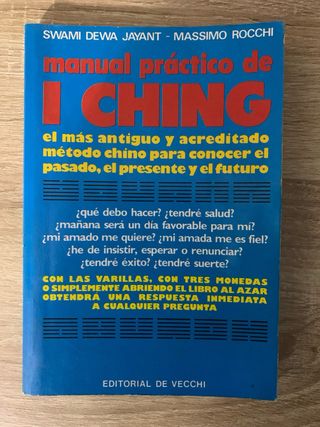 SWAMI DEWA JAYANT - MASSIMO ROCCHI
manual práctico de
I CHING
el más antiguo y acreditado
método chino para conocer el
pasado, el presente y el futuro
¿qué debo hacer? ¿tendré salud?
¿mañana será un día favorable para mí?
¿mi amado me quiere? ¿mi amada me es fiel?
¿he de insistir, esperar o renunciar?
¿tendré éxito? ¿tendré suerte?
CON LAS VARILLAS, CON TRES MONEDAS
O SIMPLEMENTE ABRIENDO EL LIBRO AL AZAR
OBTENDRÁ UNA RESPUESTA INMEDIATA
A CUALQUIER PREGUNTA
EDITORIAL DE VECCHI